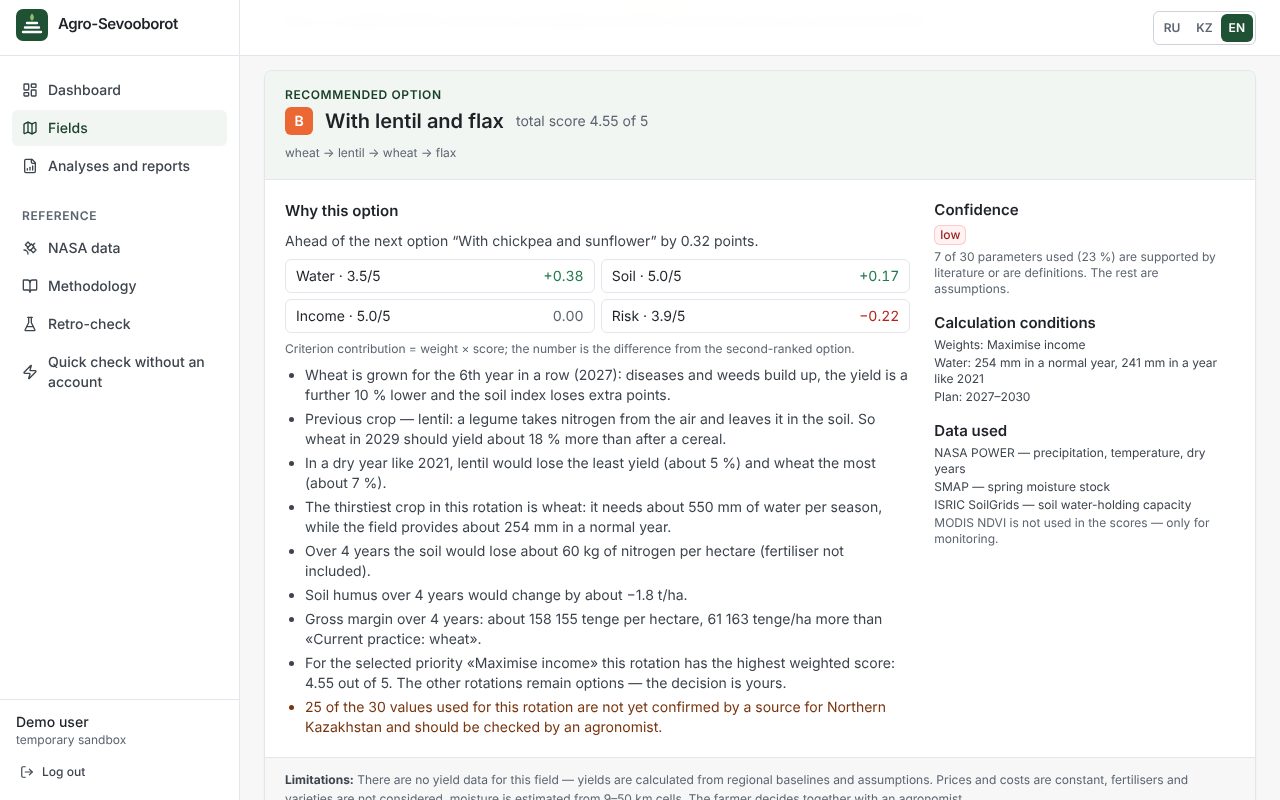 Agro-Sevooborot
RU KZ EN
Dashboard
Fields
Analyses and reports
REFERENCE
NASA data
Methodology
Retro-check
Quick check without an
account
Demo user
temporary sandbox
Log out
RECOMMENDED OPTION
B With lentil and flax total score 4.55 of 5
wheat → lentil → wheat → flax
Why this option
Ahead of the next option “With chickpea and sunflower” by 0.32 points.
Water · 3.5/5 +0.38
Soil · 5.0/5 +0.17
Income · 5.0/5 0.00
Risk · 3.9/5 −0.22
Criterion contribution = weight × score; the number is the difference from the second-ranked option.
• Wheat is grown for the 6th year in a row (2027): diseases and weeds build up, the yield is a
further 10 % lower and the soil index loses extra points.
• Previous crop — lentil: a legume takes nitrogen from the air and leaves it in the soil. So
wheat in 2029 should yield about 18 % more than after a cereal.
• In a dry year like 2021, lentil would lose the least yield (about 5 %) and wheat the most
(about 7 %).
• The thirstiest crop in this rotation is wheat: it needs about 550 mm of water per season,
while the field provides about 254 mm in a normal year.
• Over 4 years the soil would lose about 60 kg of nitrogen per hectare (fertiliser not
included).
• Soil humus over 4 years would change by about −1.8 t/ha.
• Gross margin over 4 years: about 158 155 tenge per hectare, 61 163 tenge/ha more than
«Current practice: wheat».
• For the selected priority «Maximise income» this rotation has the highest weighted score:
4.55 out of 5. The other rotations remain options — the decision is yours.
• 25 of the 30 values used for this rotation are not yet confirmed by a source for Northern
Kazakhstan and should be checked by an agronomist.
Confidence
low
7 of 30 parameters used (23 %) are supported by
literature or are definitions. The rest are
assumptions.
Calculation conditions
Weights: Maximise income
Water: 254 mm in a normal year, 241 mm in a year
like 2021
Plan: 2027–2030
Data used
NASA POWER — precipitation, temperature, dry
years
SMAP — spring moisture stock
ISRIC SoilGrids — soil water-holding capacity
MODIS NDVI is not used in the scores — only for
monitoring.
Limitations: There are no yield data for this field — yields are calculated from regional baselines and assumptions. Prices and costs are constant, fertilisers and
varieties are not considered, moisture is estimated from 9–50 km cells. The farmer decides together with an agronomist.